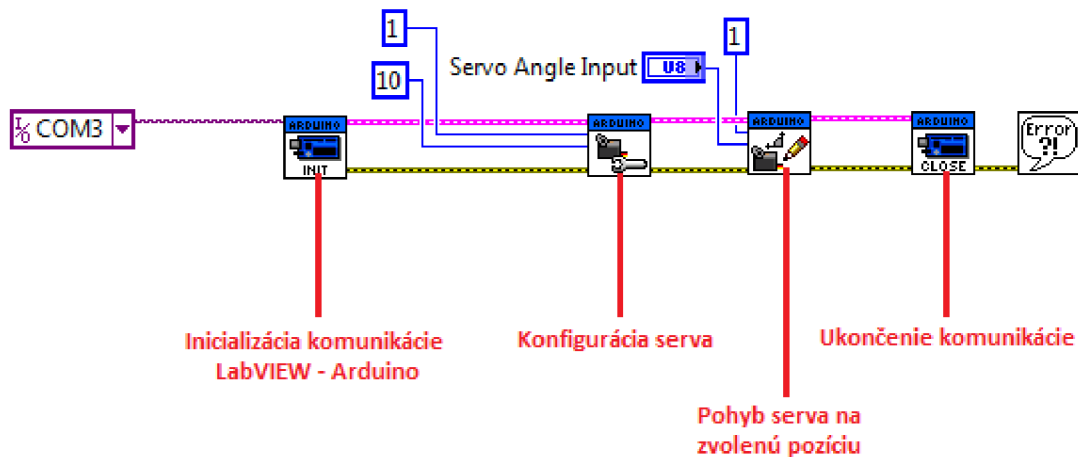 1
10
Servo Angle Input
U8
1
I/O COM3
ARDUINO
INIT
ARDUINO
ARDUINO
ARDUINO
CLOSE
Error
?!
Inicializácia komunikácie
LabVIEW - Arduino
Konfigurácia serva
Pohyb serva na
zvolenú pozíciu
Ukončenie komunikácie